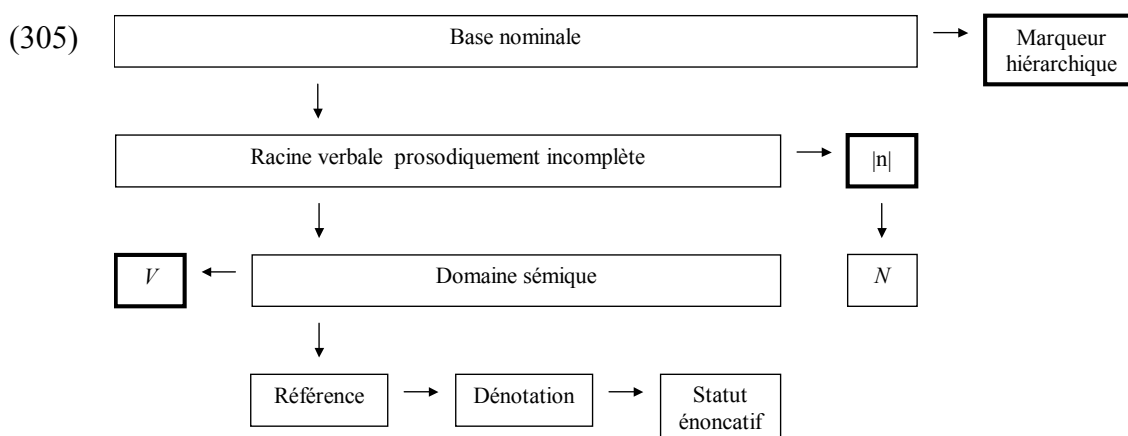 (305)
Base nominale
Marqueur
hiérarchique
Racine verbale prosodiquement incomplète
|n|
V
Domaine sémique
N
Référence
Dénotation
Statut
énoncatif